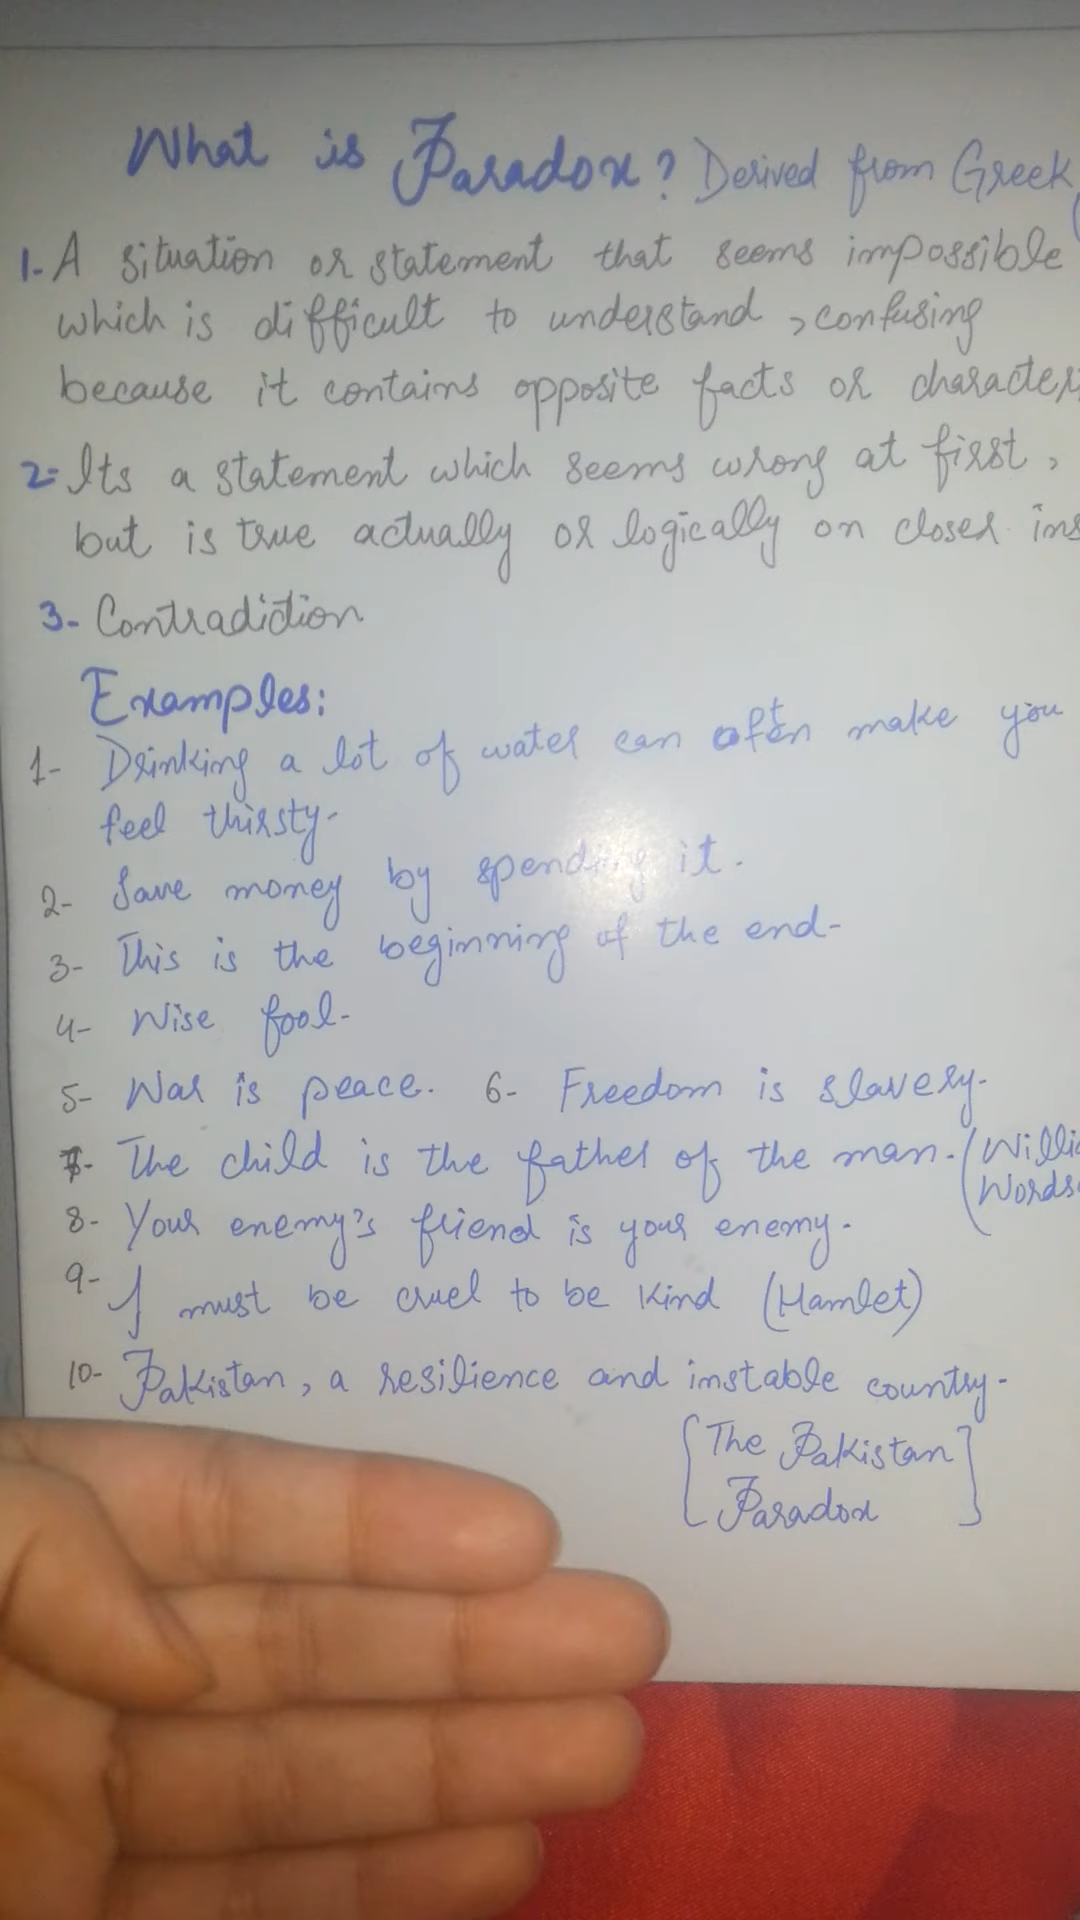 What is Paradox? Derived from Greek
1- A situation or statement that seems impossible
which is difficult to understand, confusing
because it contains opposite facts or character
2- Its a statement which seems wrong at first,
but is true actually or logically on closer ins
3- Contradiction
Examples:
1- Drinking a lot of water can often make you
feel thirsty-
2- Save money by spending it.
3- This is the beginning of the end-
4- Wise fool-
5- War is peace. 6- Freedom is slavery-
7- The child is the father of the man- (Willia
Words
8- Your enemy's friend is your enemy-
9- I must be cruel to be kind (Hamlet)
10- Pakistan, a resilience and instable country-
[The Pakistan
Paradox]